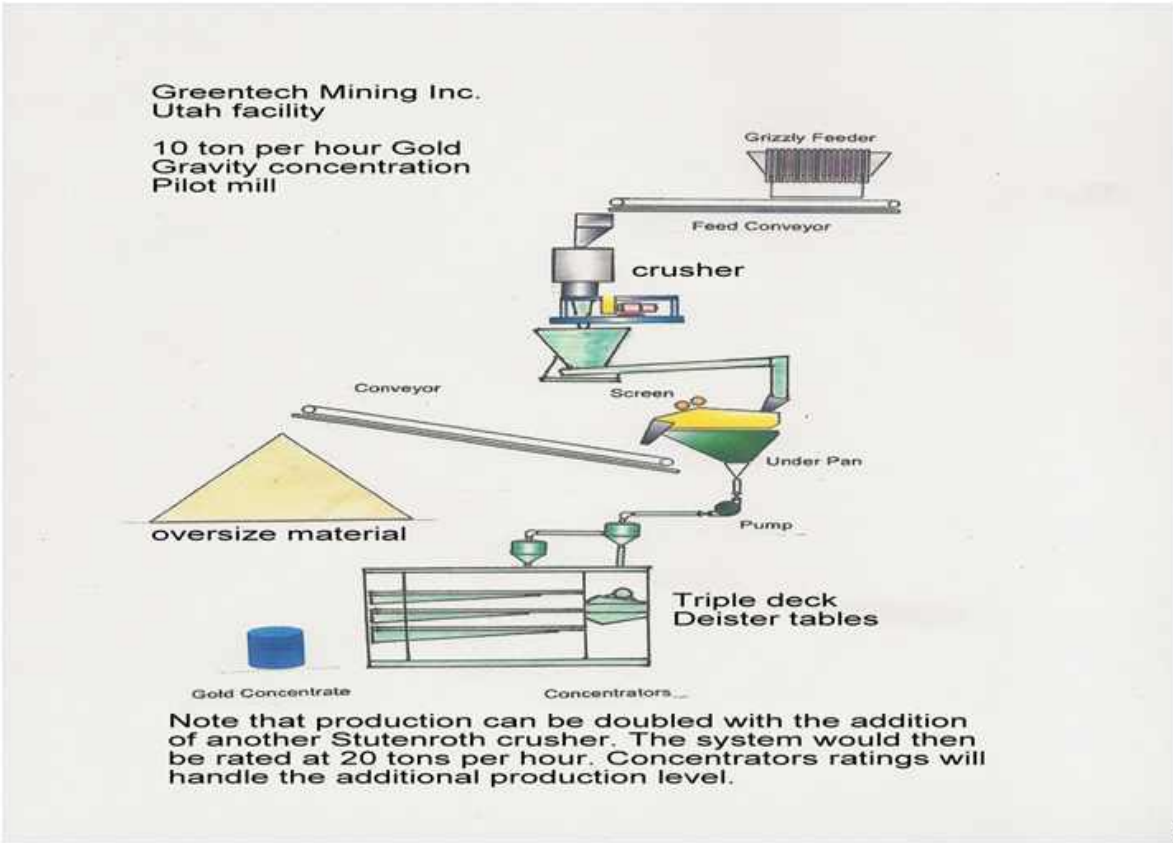 Greentech Mining Inc.
Utah facility
10 ton per hour Gold
Gravity concentration
Pilot mill
Grizzly Feeder
Feed Conveyor
crusher
Conveyor
Screen
Under Pan
Pump
oversize material
Triple deck
Deister tables
Gold Concentrate
Concentrators
Note that production can be doubled with the addition
of another Stutenroth crusher. The system would then
be rated at 20 tons per hour. Concentrators ratings will
handle the additional production level.